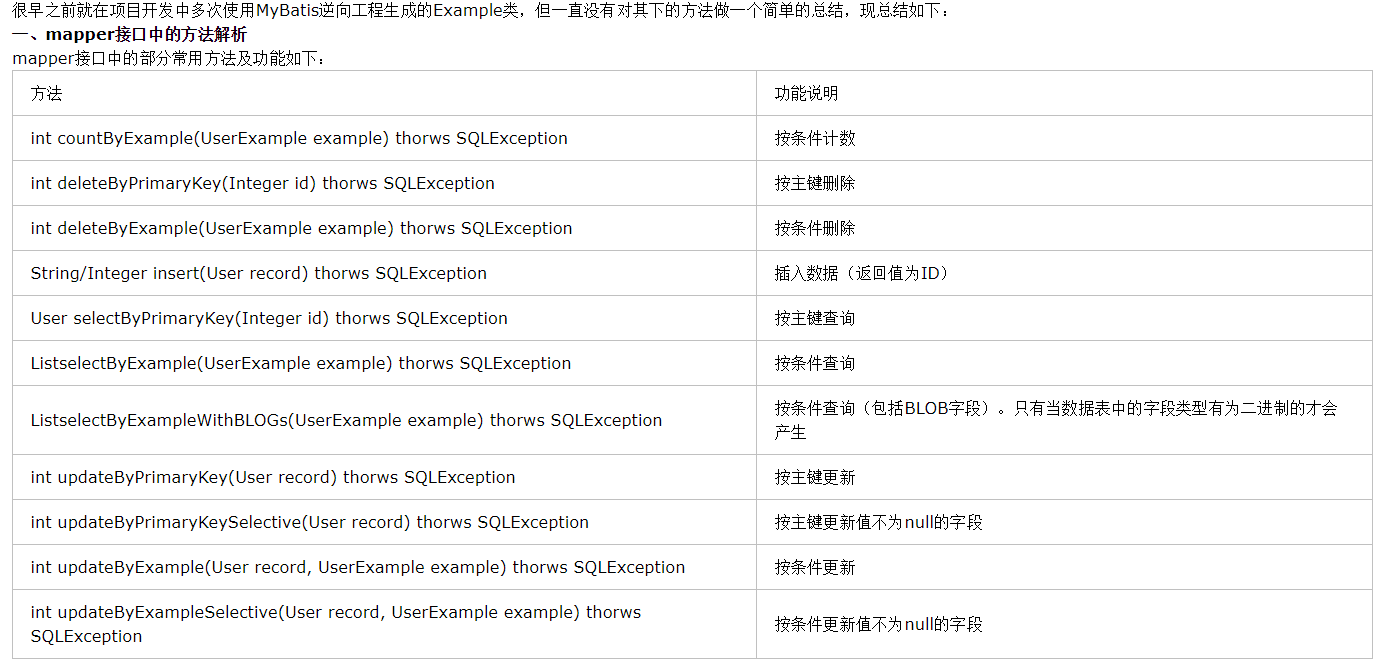 很早之前就在项目开发中多次使用MyBatis逆向工程生成的Example类，但一直没有对其下的方法做一个简单的总结，现总结如下：
一、mapper接口中的方法解析
mapper接口中的部分常用方法及功能如下：
方法 功能说明
int countByExample(UserExample example) thorws SQLException 按条件计数
int deleteByPrimaryKey(Integer id) thorws SQLException 按主键删除
int deleteByExample(UserExample example) thorws SQLException 按条件删除
String/Integer insert(User record) thorws SQLException 插入数据（返回值为ID）
User selectByPrimaryKey(Integer id) thorws SQLException 按主键查询
ListselectByExample(UserExample example) thorws SQLException 按条件查询
ListselectByExampleWithBLOGs(UserExample example) thorws SQLException 按条件查询（包括BLOB字段）。只有当数据表中的字段类型有为二进制的才会
产生
int updateByPrimaryKey(User record) thorws SQLException 按主键更新
int updateByPrimaryKeySelective(User record) thorws SQLException 按主键更新值不为null的字段
int updateByExample(User record, UserExample example) thorws SQLException 按条件更新
int updateByExampleSelective(User record, UserExample example) thorws
SQLException 按条件更新值不为null的字段